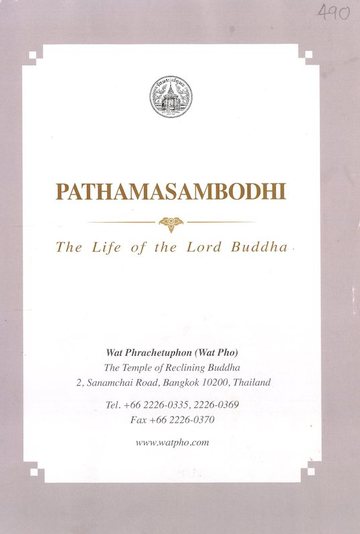 490
PATHAMASAMBODHI
The Life of the Lord Buddha
Wat Phrachetuphon (Wat Pho)
The Temple of Reclining Buddha
2, Sanamchai Road, Bangkok 10200, Thailand
Tel. +66 2226-0335, 2226-0369
Fax +66 2226-0370
www.watpho.com